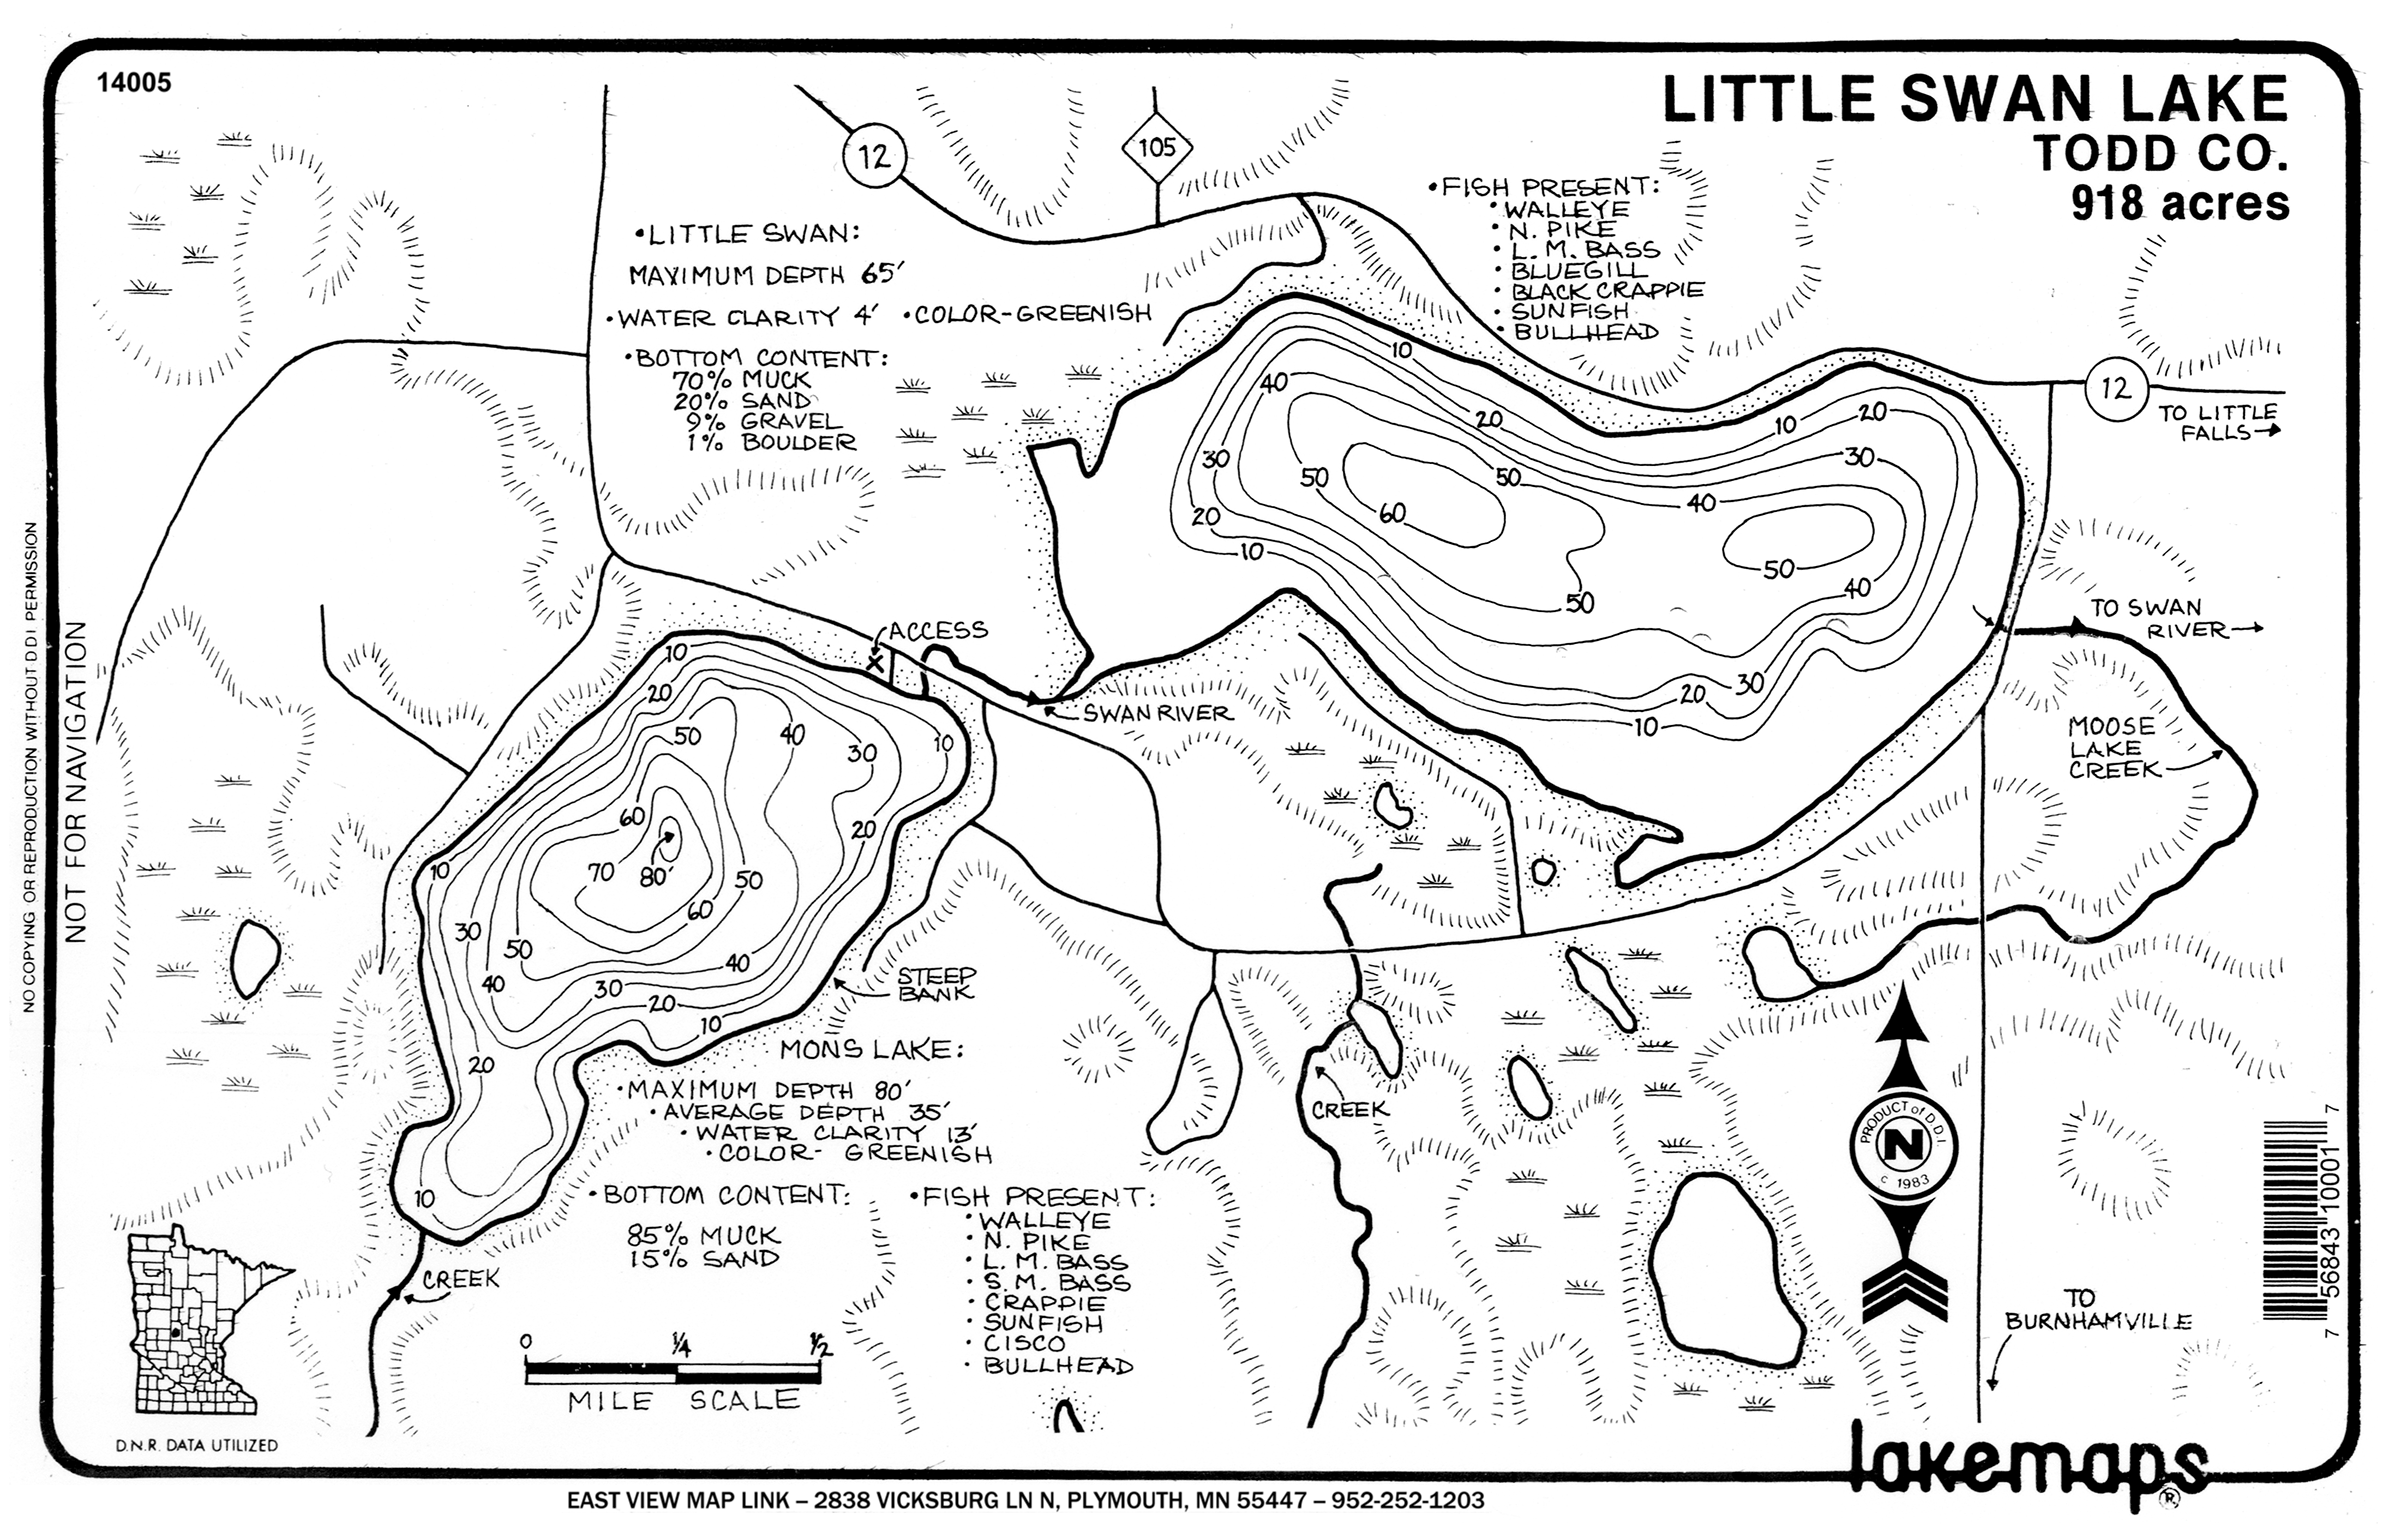 14005
LITTLE SWAN LAKE
TODD CO.
918 acres
12
105
•FISH PRESENT:
•WALLEYE
•N. PIKE
•L. M. BASS
•BLUEGILL
•BLACK CRAPPIE
•SUNFISH
•BULLHEAD
•LITTLE SWAN:
MAXIMUM DEPTH 65′
•WATER CLARITY 4′ •COLOR-GREENISH
•BOTTOM CONTENT:
70% MUCK
20% SAND
9% GRAVEL
1% BOULDER
12
TO LITTLE
FALLS→
10
40
20
10
20
30
50
50
30
40
20
60
10
50
40
50
TO SWAN
RIVER→
20
30
10
ACCESS
SWAN RIVER
MOOSE
LAKE
CREEK
10
20
50
40
30
10
60
20
70
80′
50
10
60
30
50
40
40
30
20
10
20
10
STEEP
BANK
MONS LAKE:
•MAXIMUM DEPTH 80′
•AVERAGE DEPTH 35′
•WATER CLARITY 13′
•COLOR- GREENISH
•BOTTOM CONTENT:
85% MUCK
15% SAND
•FISH PRESENT:
•WALLEYE
•N. PIKE
•L. M. BASS
•S. M. BASS
•CRAPPIE
•SUNFISH
•CISCO
•BULLHEAD
CREEK
CREEK
PRODUCT of D.D.I.
N
c 1983
TO
BURNHAMVILLE
0 ¼ ½
MILE SCALE
D.N.R. DATA UTILIZED
NO COPYING OR REPRODUCTION WITHOUT D.D.I. PERMISSION
NOT FOR NAVIGATION
7 56843 10001 7
lakemaps®
EAST VIEW MAP LINK – 2838 VICKSBURG LN N, PLYMOUTH, MN 55447 – 952-252-1203